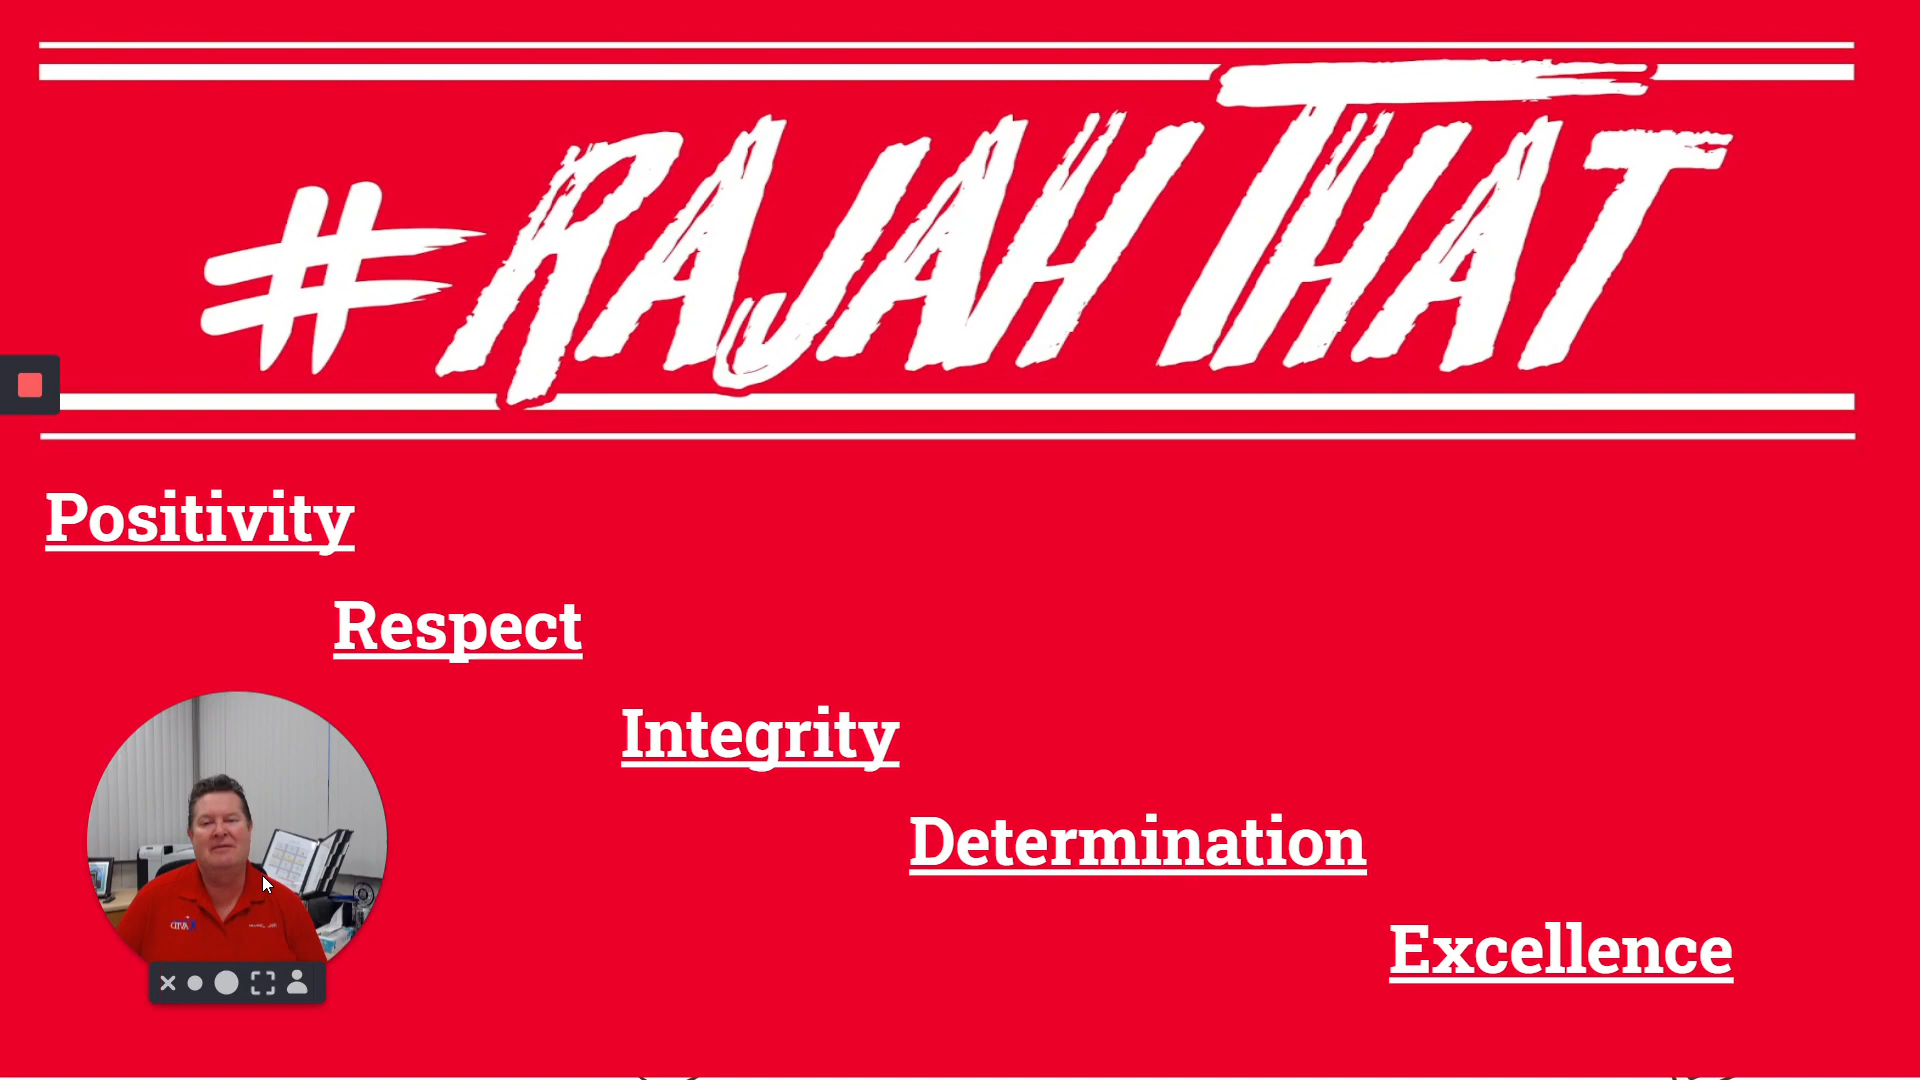 #RAJAH THAT
Positivity
Respect
Integrity
Determination
Excellence